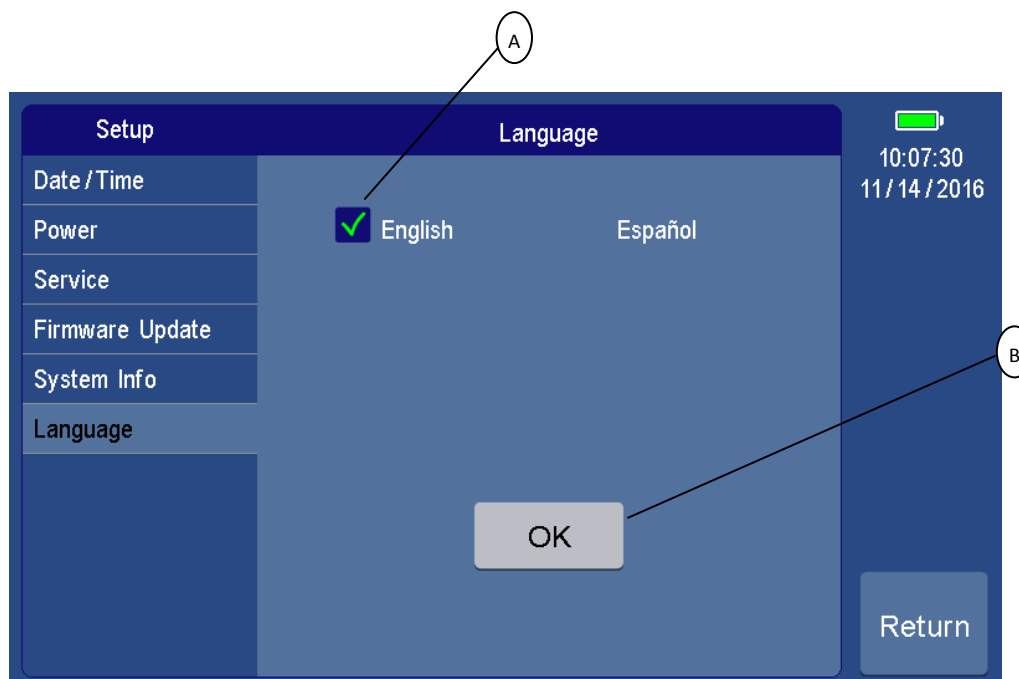 A
Setup
Language
10:07:30
11/14/2016
Date/Time
English
Español
Power
Service
Firmware Update
B
System Info
Language
OK
Return